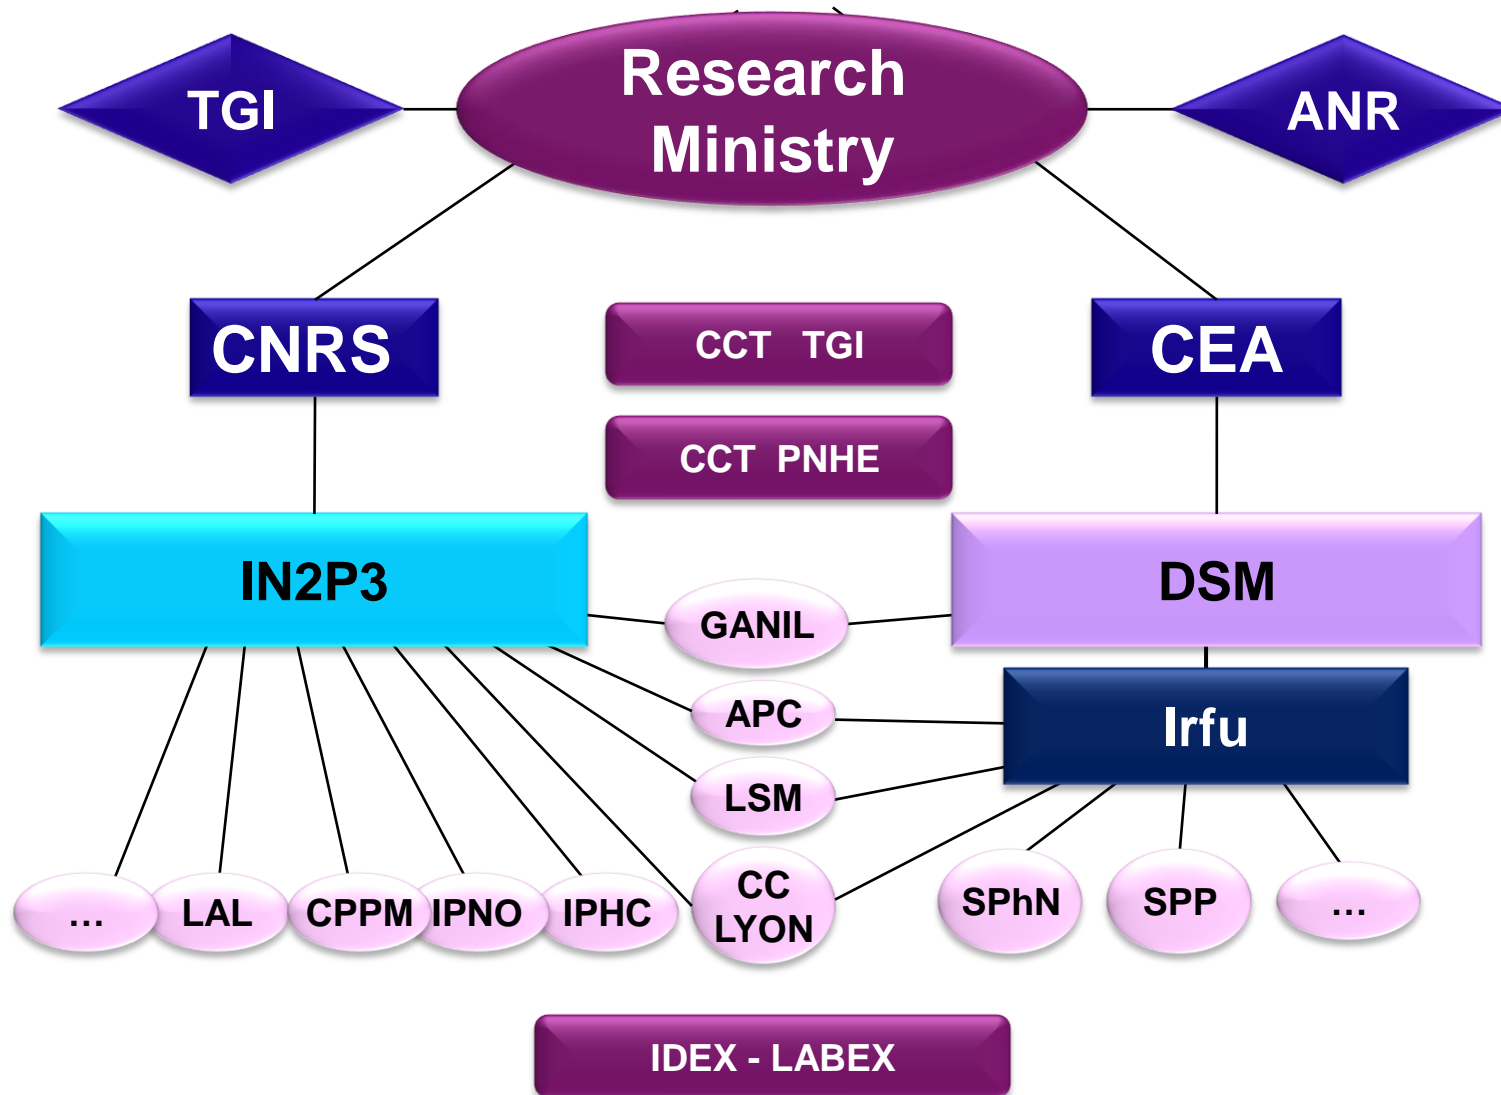 Research
Ministry
TGI
ANR
CNRS
CCT TGI
CEA
CCT PNHE
IN2P3
DSM
GANIL
APC
Irfu
LSM
...
LAL
CPPM
IPNO
IPHC
CC
LYON
SPhN
SPP
...
IDEX - LABEX